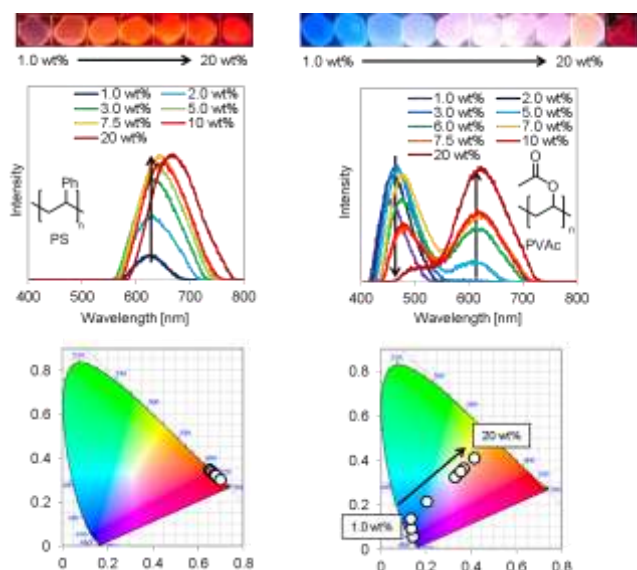 1.0 wt%
20 wt%
1.0 wt%
2.0 wt%
3.0 wt%
5.0 wt%
7.5 wt%
10 wt%
20 wt%
Ph
n
PS
Intensity
400
500
600
700
800
Wavelength [nm]
0.8
0.6
0.4
0.2
0
0.0
0.2
0.4
0.6
0.8
1.0 wt%
20 wt%
1.0 wt%
2.0 wt%
3.0 wt%
5.0 wt%
6.0 wt%
7.0 wt%
7.5 wt%
10 wt%
20 wt%
O
O
n
PVAc
Intensity
400
500
600
700
800
Wavelength [nm]
0.8
0.6
0.4
0.2
0
20 wt%
1.0 wt%
0.0
0.2
0.4
0.6
0.8